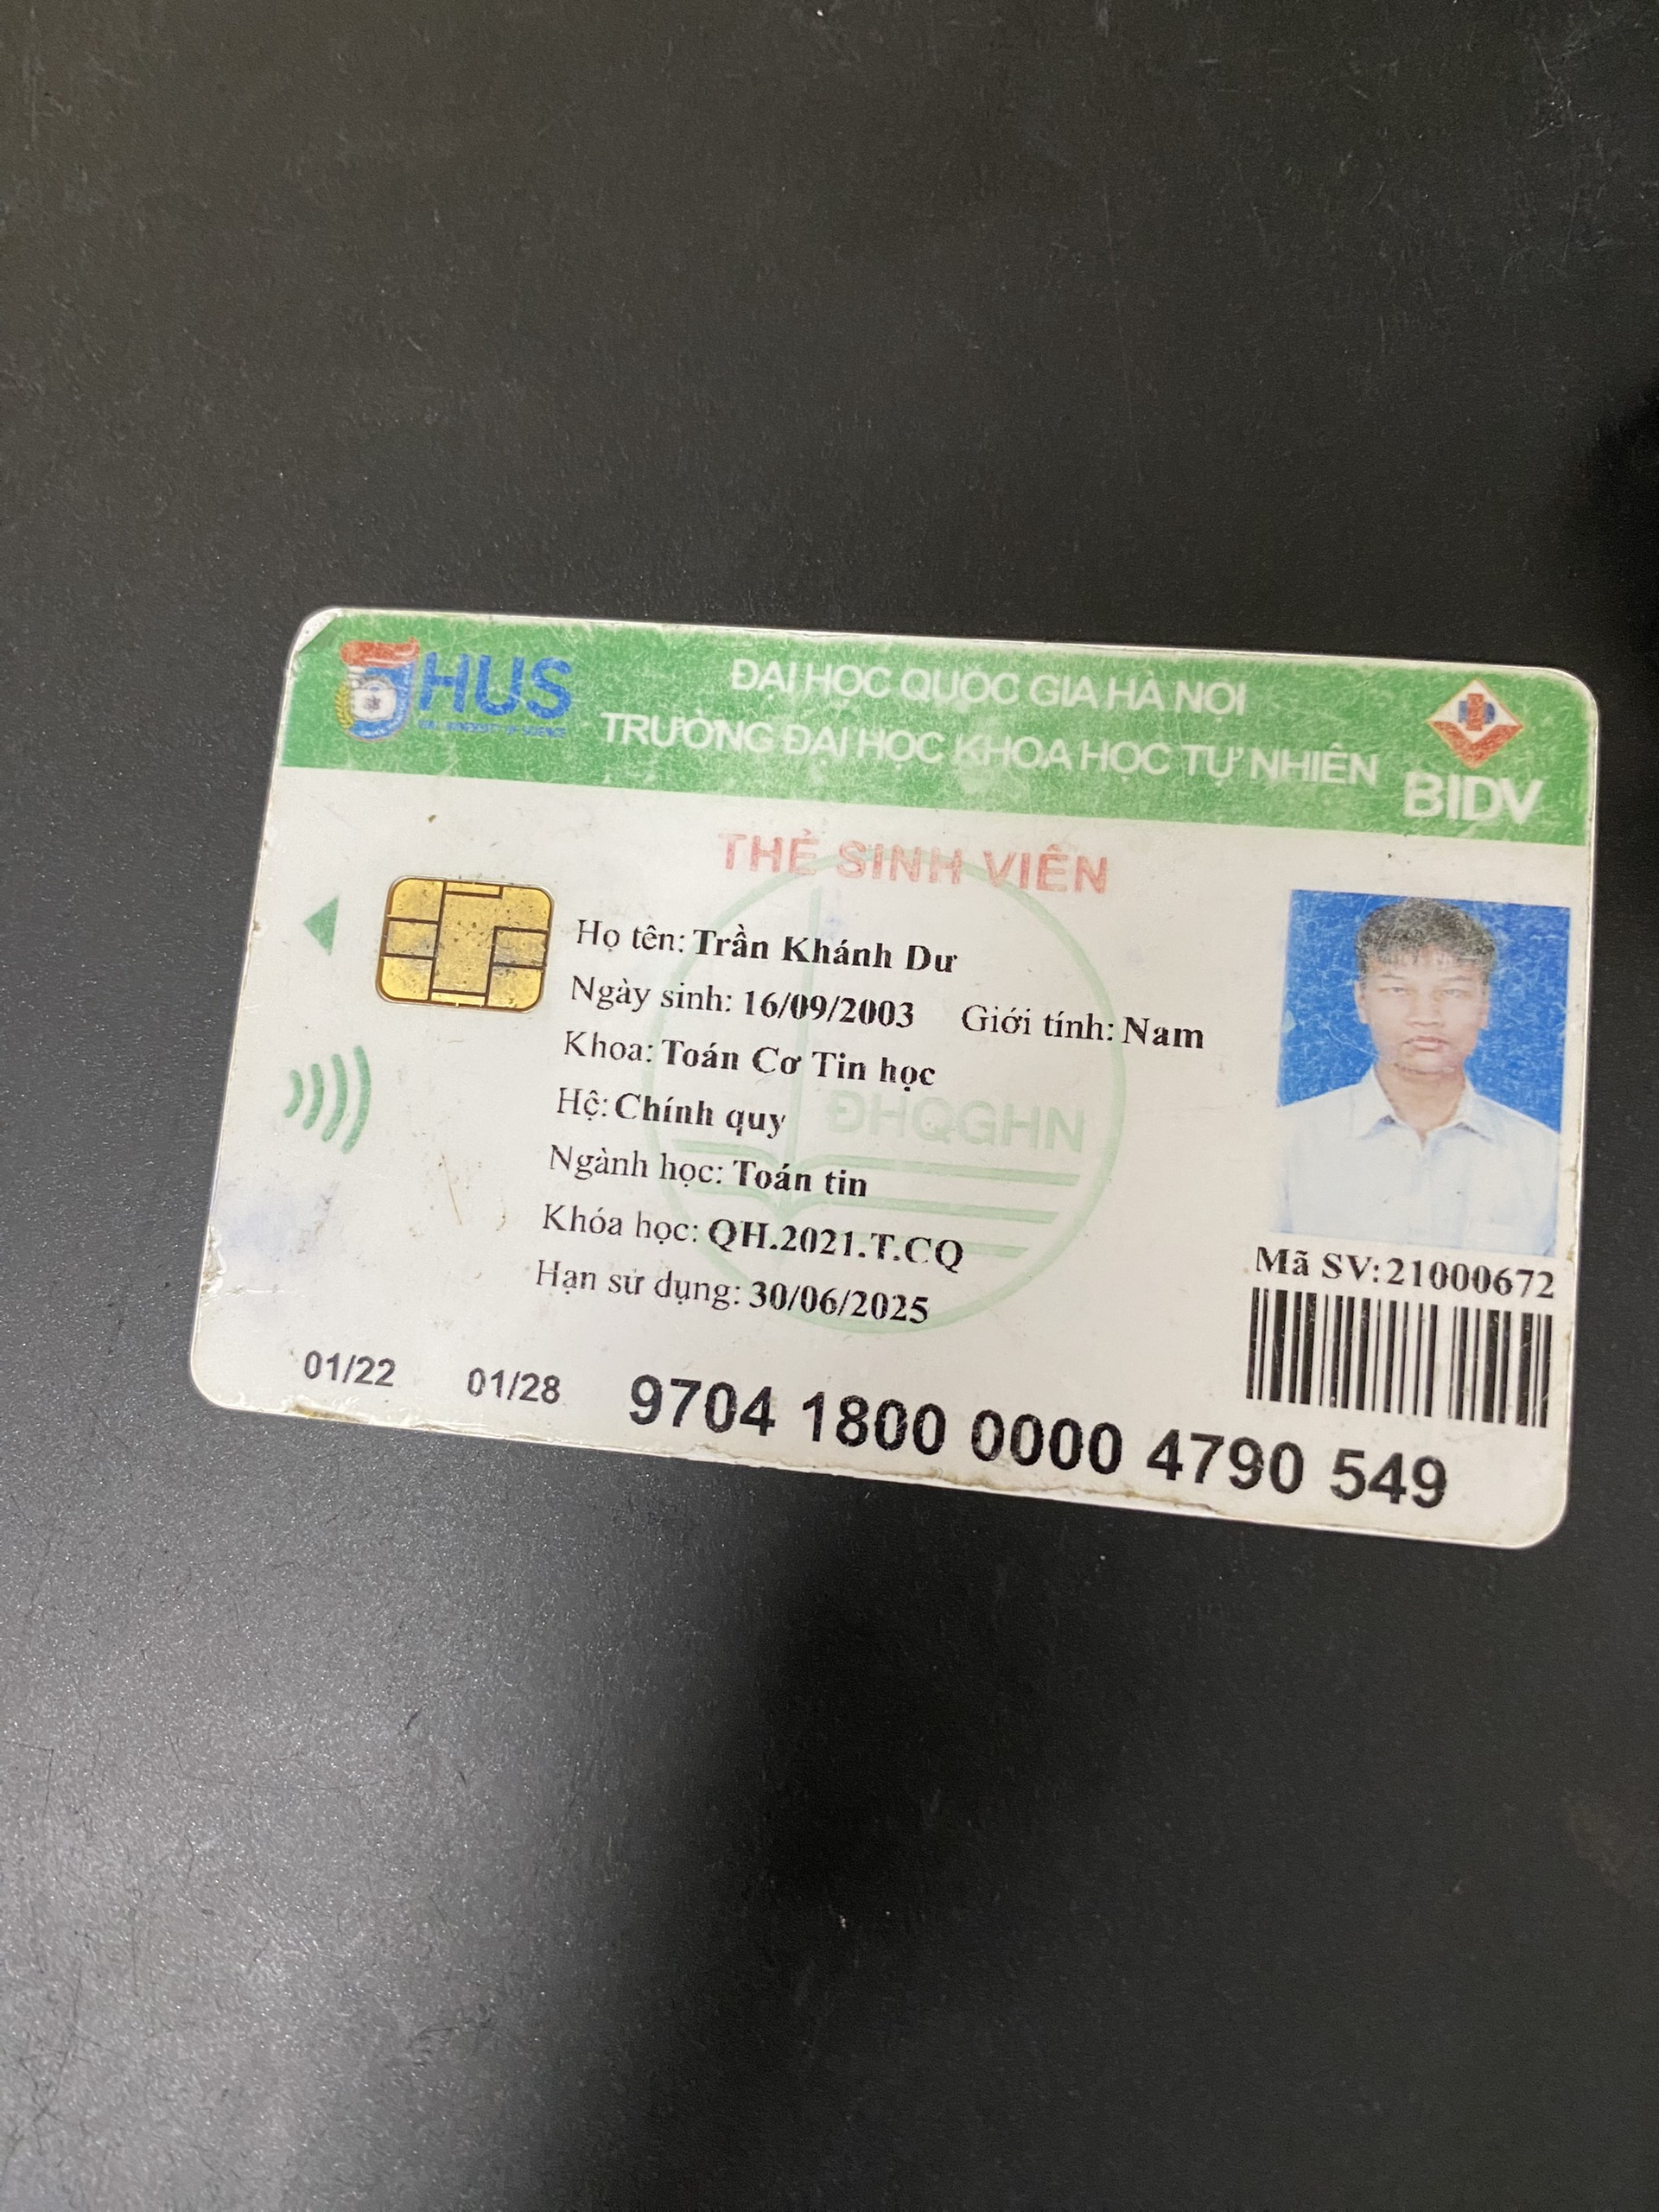 HUS
ĐẠI HỌC QUỐC GIA HÀ NỘI
TRƯỜNG ĐẠI HỌC KHOA HỌC TỰ NHIÊN
BIDV
THẺ SINH VIÊN
Họ tên: Trần Khánh Dư
Ngày sinh: 16/09/2003 Giới tính: Nam
Khoa: Toán Cơ Tin học
Hệ: Chính quy
ĐHQGHN
Ngành học: Toán tin
Khóa học: QH.2021.T.CQ
Hạn sử dụng: 30/06/2025
Mã SV:21000672
01/22 01/28 9704 1800 0000 4790 549